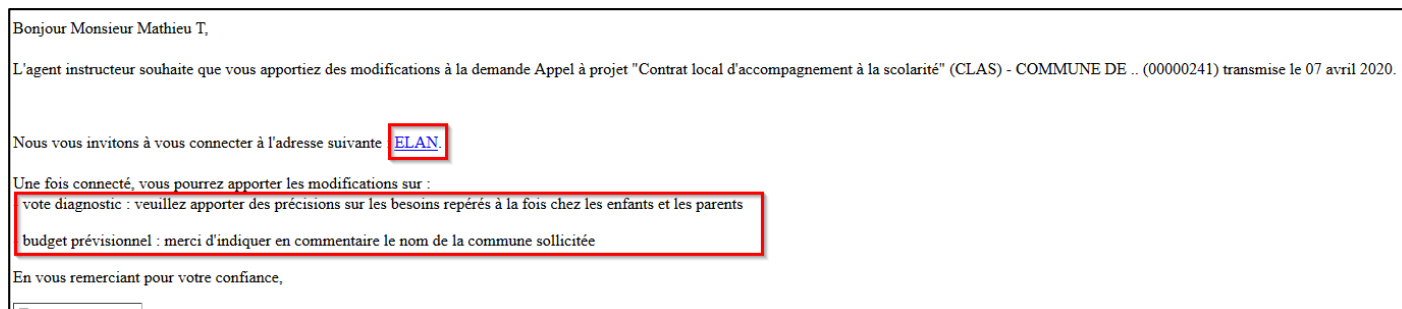 Bonjour Monsieur Mathieu T,
L'agent instructeur souhaite que vous apportiez des modifications à la demande Appel à projet "Contrat local d'accompagnement à la scolarité" (CLAS) - COMMUNE DE .. (00000241) transmise le 07 avril 2020.
Nous vous invitons à vous connecter à l'adresse suivante : ELAN.
Une fois connecté, vous pourrez apporter les modifications sur :
vote diagnostic : veuillez apporter des précisions sur les besoins repérés à la fois chez les enfants et les parents
budget prévisionnel : merci d'indiquer en commentaire le nom de la commune sollicitée
En vous remerciant pour votre confiance,